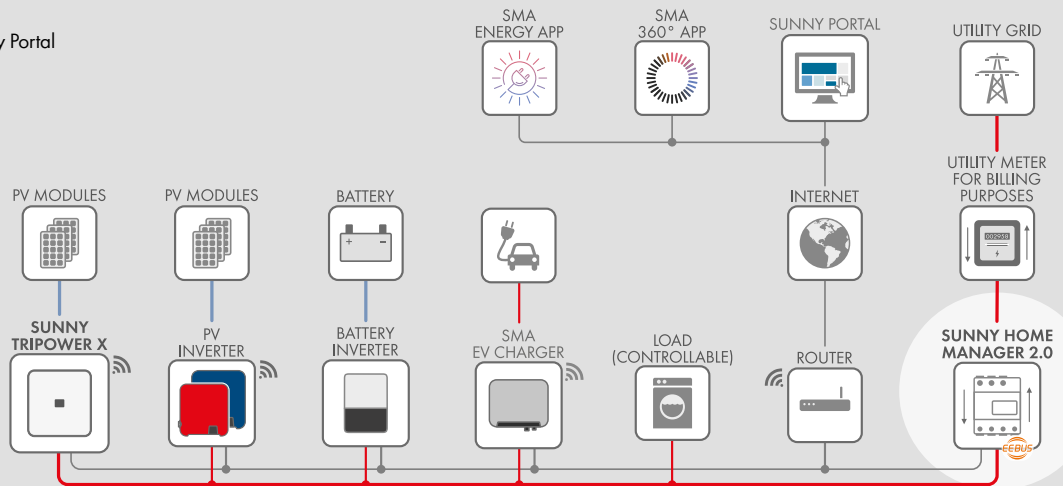 y Portal
SMA
ENERGY APP
SMA
360° APP
SUNNY PORTAL
UTILITY GRID
PV MODULES
PV MODULES
BATTERY
INTERNET
UTILITY METER
FOR BILLING
PURPOSES
002958
SUNNY
TRIPOWER X
PV
INVERTER
BATTERY
INVERTER
SMA
EV CHARGER
LOAD
(CONTROLLABLE)
ROUTER
SUNNY HOME
MANAGER 2.0
EEBUS